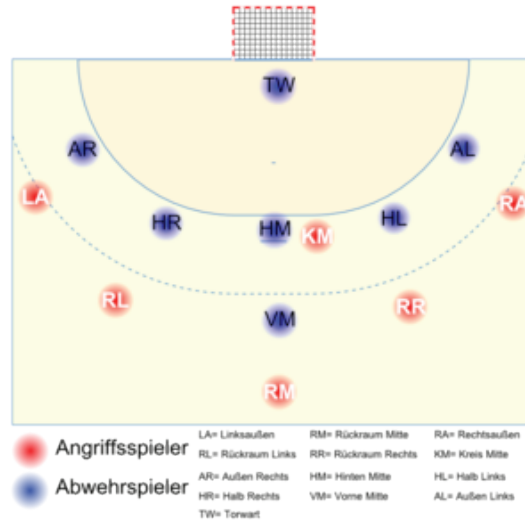 TW
AR
AL
LA
RA
HR
HM
KM
HL
RL
RR
VM
RM
Angriffsspieler
Abwehrspieler
LA= Linksaußen RM= Rückraum Mitte RA= Rechtsaußen
RL= Rückraum Links RR= Rückraum Rechts KM= Kreis Mitte
AR= Außen Rechts HM= Hinten Mitte HL= Halb Links
HR= Halb Rechts VM= Vorne Mitte AL= Außen Links
TW= Torwart